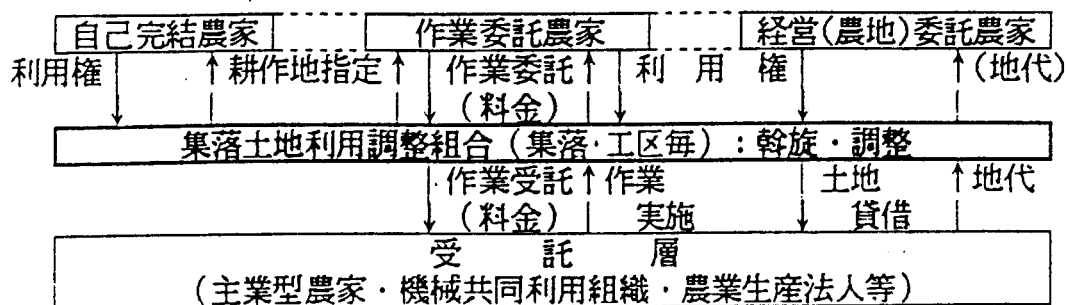 自己完結農家 作業委託農家 経営(農地)委託農家
利用権 耕作地指定 作業委託 利用権 (地代)
(料金)
集落土地利用調整組合(集落・工区毎):斡旋・調整
作業受託 作業 土地 地代
(料金) 実施 貸借
受託層
(主業型農家・機械共同利用組織・農業生産法人等)